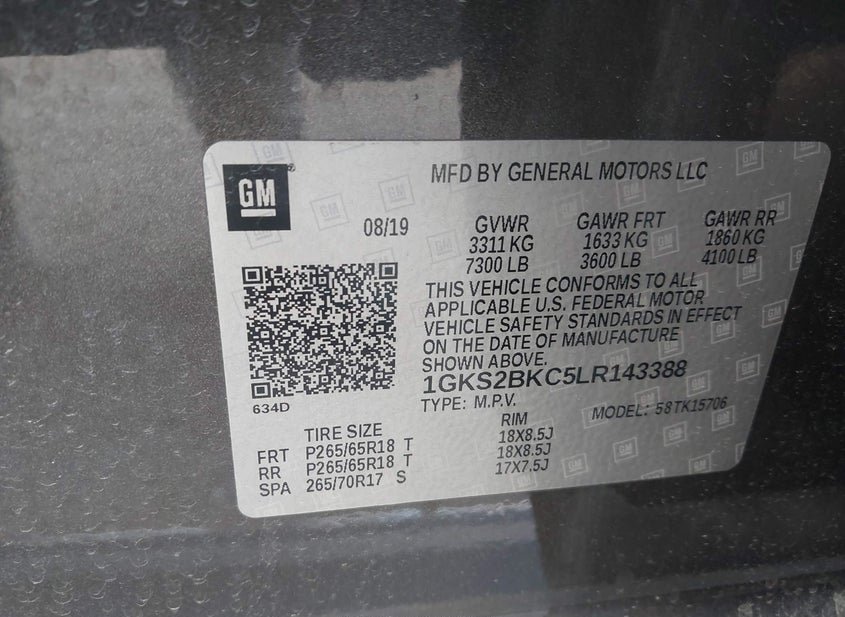 GM
MFD BY GENERAL MOTORS LLC
08/19
GVWR GAWR FRT GAWR RR
3311 KG 1633 KG 1860 KG
7300 LB 3600 LB 4100 LB
THIS VEHICLE CONFORMS TO ALL
APPLICABLE U.S. FEDERAL MOTOR
VEHICLE SAFETY STANDARDS IN EFFECT
ON THE DATE OF MANUFACTURE
SHOWN ABOVE.
1GKS2BKC5LR143388
TYPE: M.P.V. MODEL: 58TK15706
634D
TIRE SIZE RIM
FRT P265/65R18 T 18X8.5J
RR P265/65R18 T 18X8.5J
SPA 265/70R17 S 17X7.5J